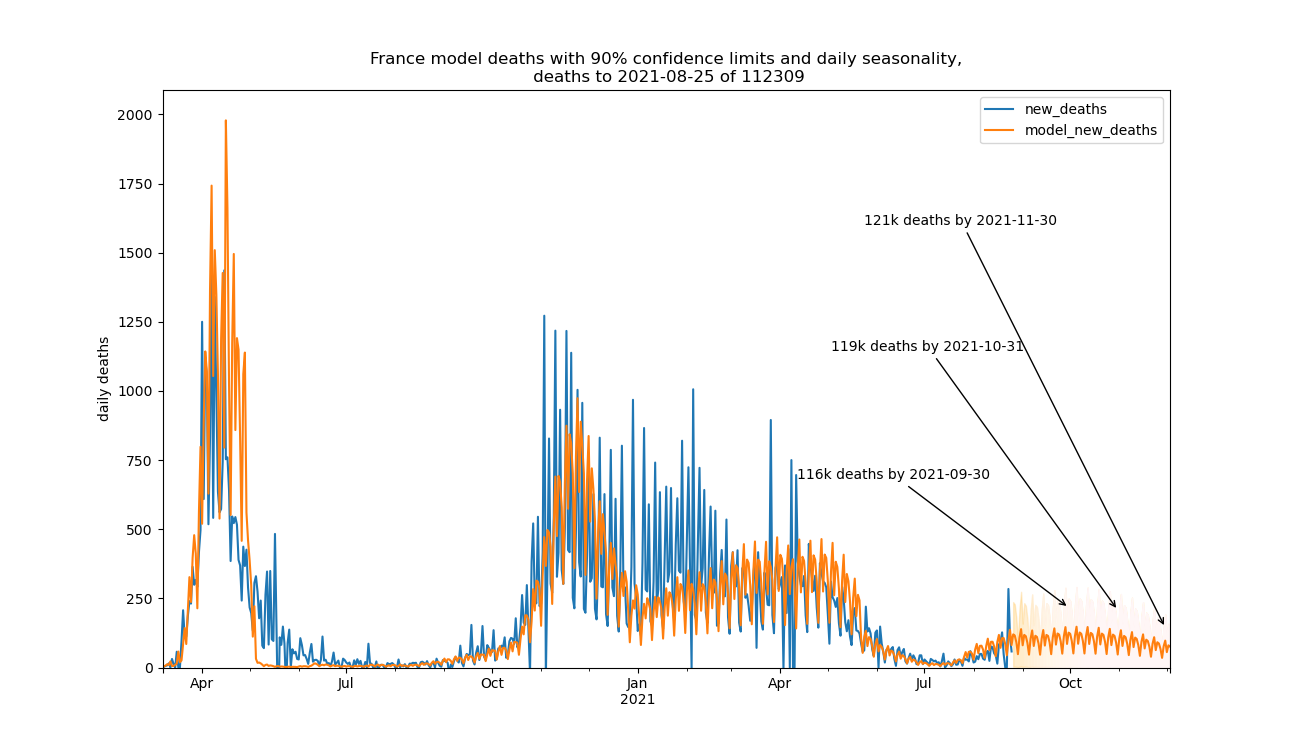 France model deaths with 90% confidence limits and daily seasonality,
deaths to 2021-08-25 of 112309
new_deaths
model_new_deaths
2000
1750
1500
1250
1000
750
500
250
0
daily deaths
121k deaths by 2021-11-30
119k deaths by 2021-10-31
116k deaths by 2021-09-30
Apr Jul Oct Jan Apr Jul Oct
2021